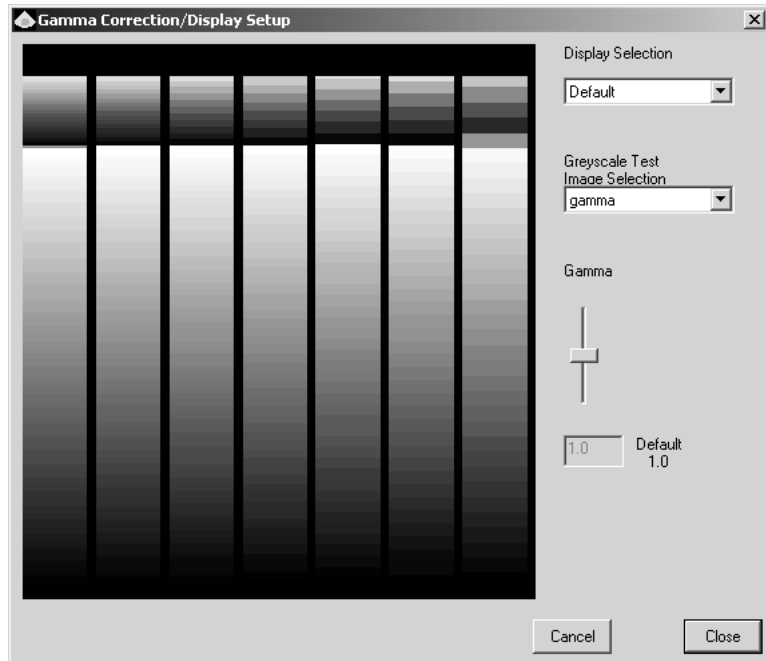 Gamma Correction/Display Setup
Display Selection
Default
Greyscale Test
Image Selection
gamma
Gamma
1.0
Default
1.0
Cancel
Close